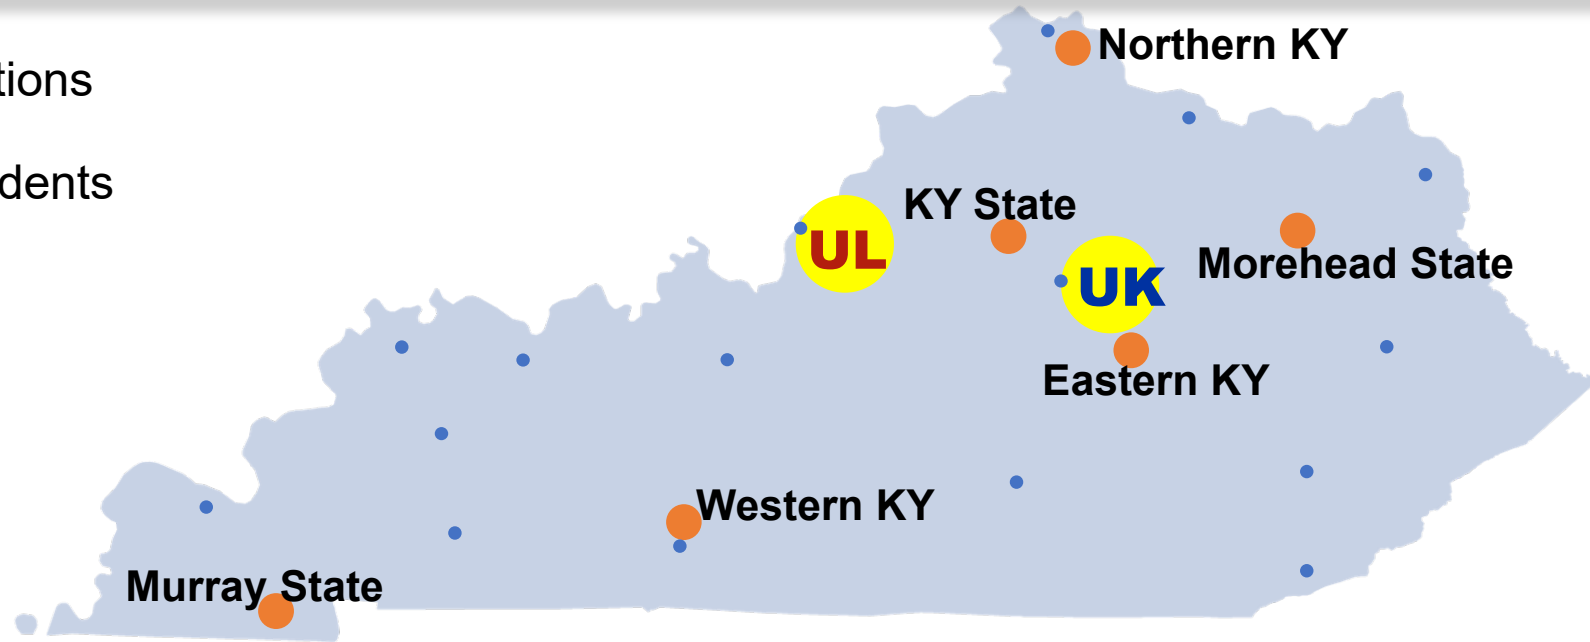 Northern KY
tions
dents
KY State
UL
Morehead State
UK
Eastern KY
Western KY
Murray State